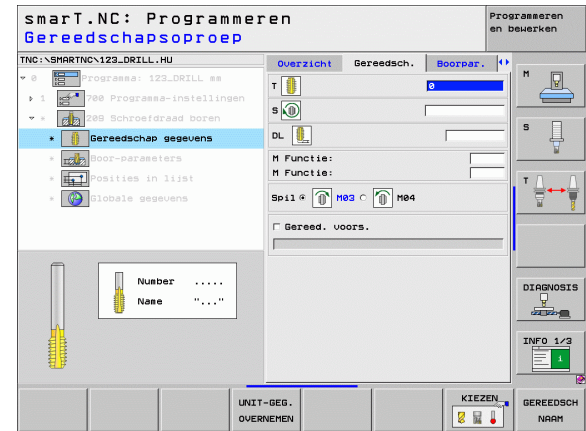 smarT.NC: Programmeren
Gereedschapsoproep
Programmeren
en bewerken
TNC:\SMARTNC\123_DRILL.HU
0 Programma: 123_DRILL mm
1 700 Programma-instellingen
* 209 Schroefdraad boren
* Gereedschap gegevens
* Boor-parameters
* Posities in lijst
* Globale gegevens
Overzicht Gereedsch. Boorpar.
T 0
S
DL
M Functie:
M Functie:
Spil M03 M04
Gereed. voors.
Number .....
Name "..."
M
S
T
DIAGNOSIS
INFO 1/3
i
UNIT-GEG.
OVERNEMEN
KIEZEN
GEREEDSCH
NAAM